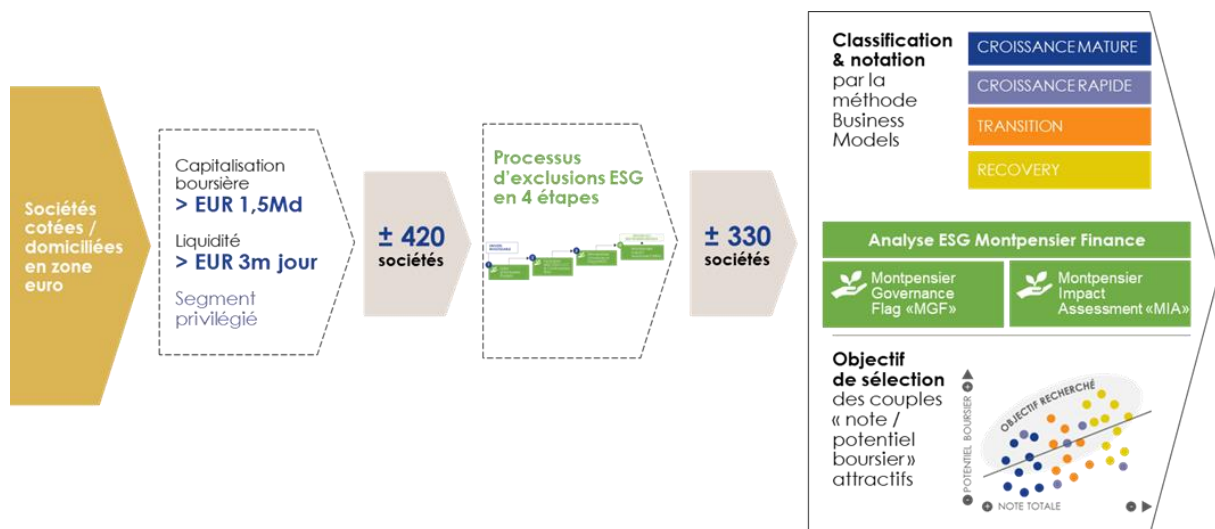 Sociétés
cotées /
domiciliées
en zone
euro
Capitalisation
boursière
> EUR 1,5Md
Liquidité
> EUR 3m jour
Segment
privilégié
± 420
sociétés
Processus
d'exclusions ESG
en 4 étapes
± 330
sociétés
Classification
& notation
par la
méthode
Business
Models
CROISSANCE MATURE
CROISSANCE RAPIDE
TRANSITION
RECOVERY
Analyse ESG Montpensier Finance
Montpensier
Governance
Flag «MGF»
Montpensier
Impact
Assessment «MIA»
Objectif
de sélection
des couples
« note /
potentiel
boursier»
attractifs
POTENTIEL BOURSIER
OBJECTIF RECHERCHÉ
NOTE TOTALE